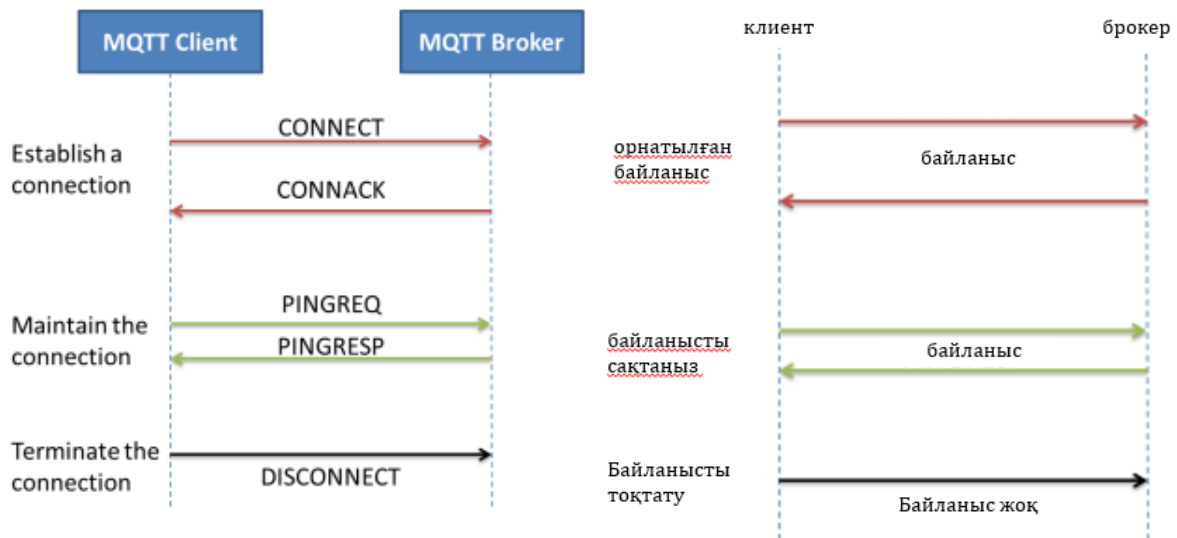 MQTT Client
MQTT Broker
CONNECT
Establish a
connection
CONNACK
PINGREQ
Maintain the
connection
PINGRESP
Terminate the
connection
DISCONNECT
клиент
брокер
орнатылған
байланыс
байланыс
байланысты
сақтаңыз
байланыс
Байланысты
тоқтату
Байланыс жоқ